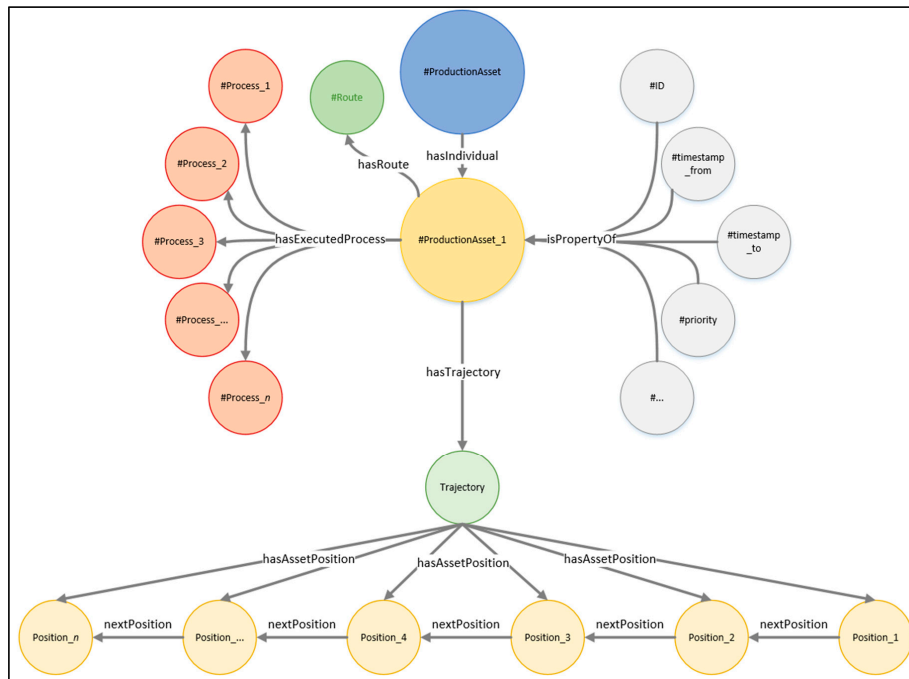 #ProductionAsset
#Process_1
#Route
#ID
#Process_2
hasRoute
hasIndividual
#timestamp
_from
#Process_3
hasExecutedProcess
#ProductionAsset_1
isPropertyOf
#timestamp
_to
#Process_...
#priority
#Process_n
hasTrajectory
#...
Trajectory
hasAssetPosition
hasAssetPosition
hasAssetPosition
Position_n
nextPosition
Position_...
nextPosition
Position_4
nextPosition
Position_3
nextPosition
Position_2
nextPosition
Position_1